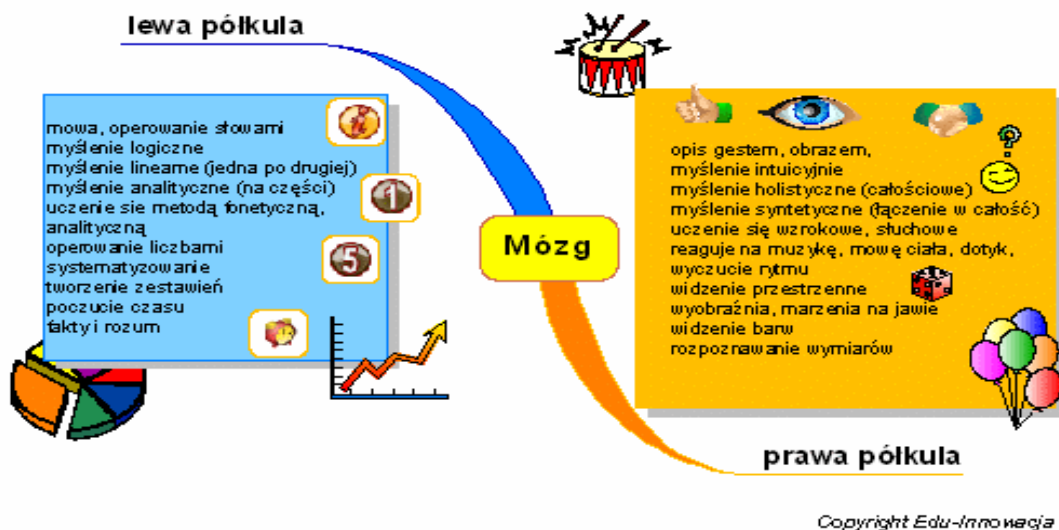 lewa półkula
mowa, operowanie słowami
myślenie logiczne
myślenie linearne (jedna po drugiej)
myślenie analityczne (na części)
uczenie sie metodą fonetyczną,
analityczną
operowanie liczbami
systematyzowanie
tworzenie zestawień
poczucie czasu
fakty i rozum
1
5
Mózg
opis gestem, obrazem,
myślenie intuicyjnie
myślenie holistyczne (całościowe)
myślenie syntetyczne (łączenie w całość)
uczenie się wzrokowe, słuchowe
reaguje na muzykę, mowę ciała, dotyk,
wyczucie rytmu
widzenie przestrzenne
wyobraźnia, marzenia na jawie
widzenie barw
rozpoznawanie wymiarów
?
prawa półkula
Copyright Edu-Innowacja